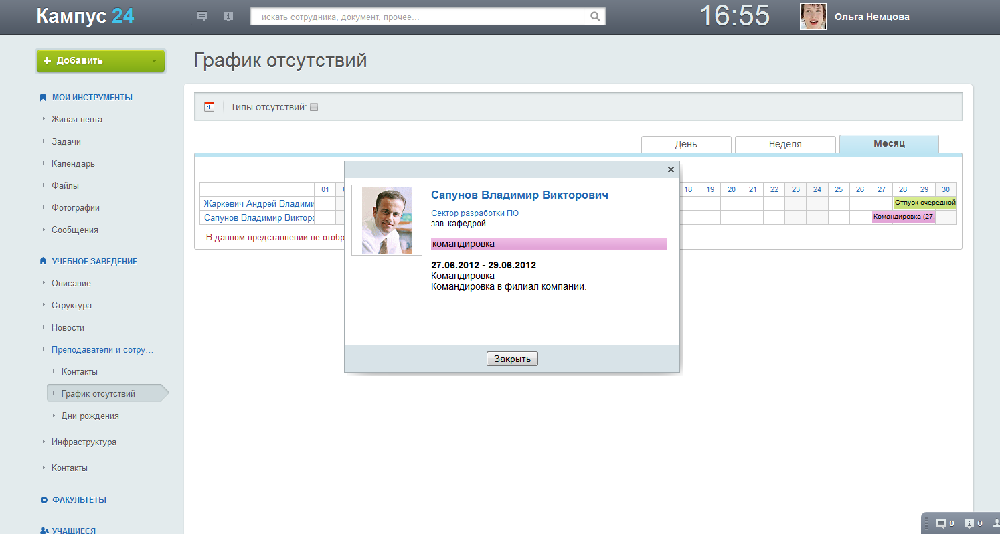 Кампус 24
искать сотрудника, документ, прочее...
16:55
Ольга Немцова
Добавить
График отсутствий
МОИ ИНСТРУМЕНТЫ
Живая лента
Задачи
Календарь
Файлы
Фотографии
Сообщения
УЧЕБНОЕ ЗАВЕДЕНИЕ
Описание
Структура
Новости
Преподаватели и сотру...
Контакты
График отсутствий
Дни рождения
Инфраструктура
Контакты
ФАКУЛЬТЕТЫ
УЧАЩИЕСЯ
1
Типы отсутствий:
День Неделя Месяц
01 18 19 20 21 22 23 24 25 26 27 28 29 30
Жаркевич Андрей Владими
Отпуск очередной
Сапунов Владимир Викторо
Командировка (27.
В данном представлении не отобр
Сапунов Владимир Викторович
Сектор разработки ПО
зав. кафедрой
командировка
27.06.2012 - 29.06.2012
Командировка
Командировка в филиал компании.
Закрыть
0 0